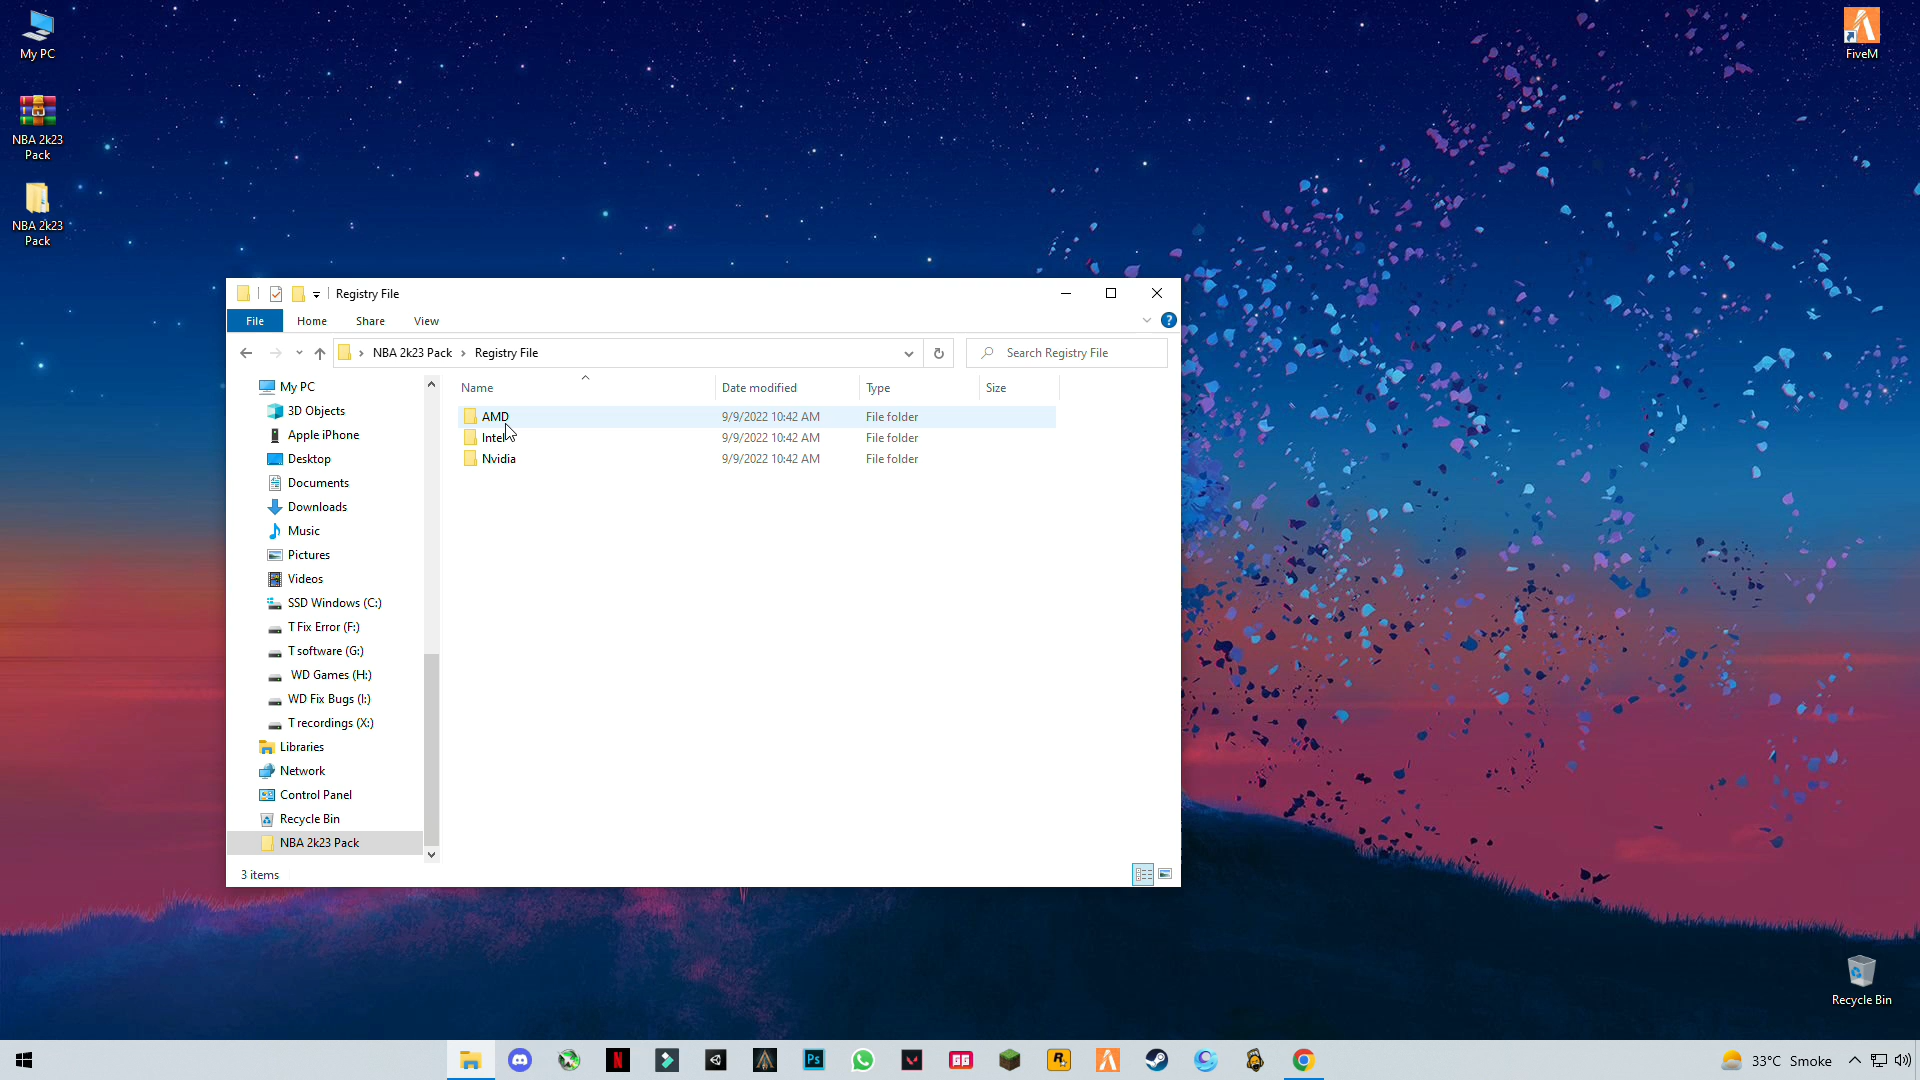 My PC
NBA 2k23
Pack
NBA 2k23
Pack
FiveM
Registry File
File
Home
Share
View
?
NBA 2k23 Pack
Registry File
Search Registry File
My PC
3D Objects
Apple iPhone
Desktop
Documents
Downloads
Music
Pictures
Videos
SSD Windows (C:)
T Fix Error (F:)
T software (G:)
WD Games (H:)
WD Fix Bugs (I:)
T recordings (X:)
Libraries
Network
Control Panel
Recycle Bin
NBA 2k23 Pack
Name
Date modified
Type
Size
AMD
9/9/2022 10:42 AM
File folder
Intel
9/9/2022 10:42 AM
File folder
Nvidia
9/9/2022 10:42 AM
File folder
3 items
Recycle Bin
N
Ps
GG
R
33°C Smoke